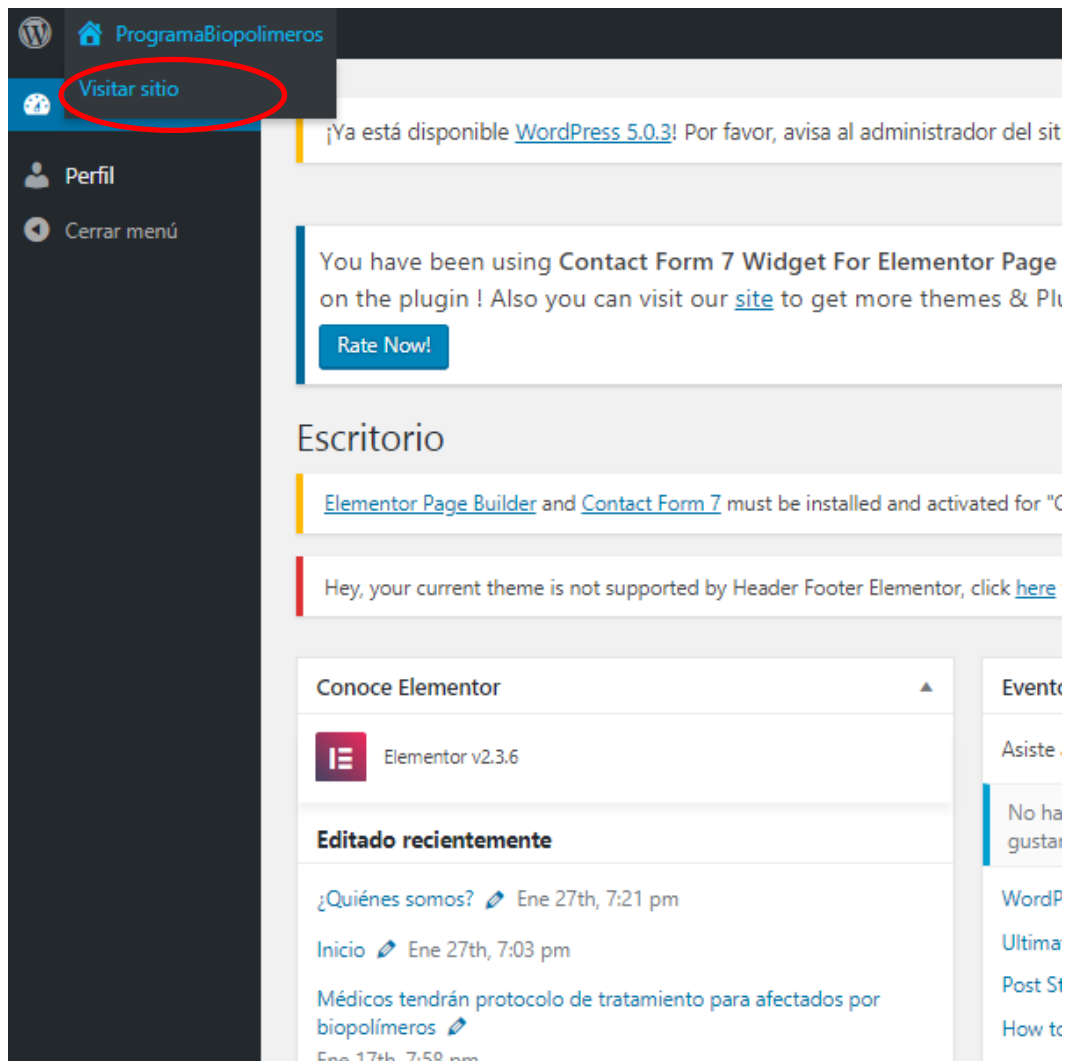 ProgramaBiopolimeros
Visitar sitio
¡Ya está disponible WordPress 5.0.3! Por favor, avisa al administrador del sit
Perfil
Cerrar menú
You have been using Contact Form 7 Widget For Elementor Page
on the plugin ! Also you can visit our site to get more themes & Plu
Rate Now!
Escritorio
Elementor Page Builder and Contact Form 7 must be installed and activated for "C
Hey, your current theme is not supported by Header Footer Elementor, click here
Conoce Elementor
Elementor v2.3.6
Editado recientemente
¿Quiénes somos? Ene 27th, 7:21 pm
Inicio Ene 27th, 7:03 pm
Médicos tendrán protocolo de tratamiento para afectados por
biopolímeros
Ene 17th, 7:58 pm
Evento
Asiste
No ha
gustar
WordP
Ultima
Post St
How to